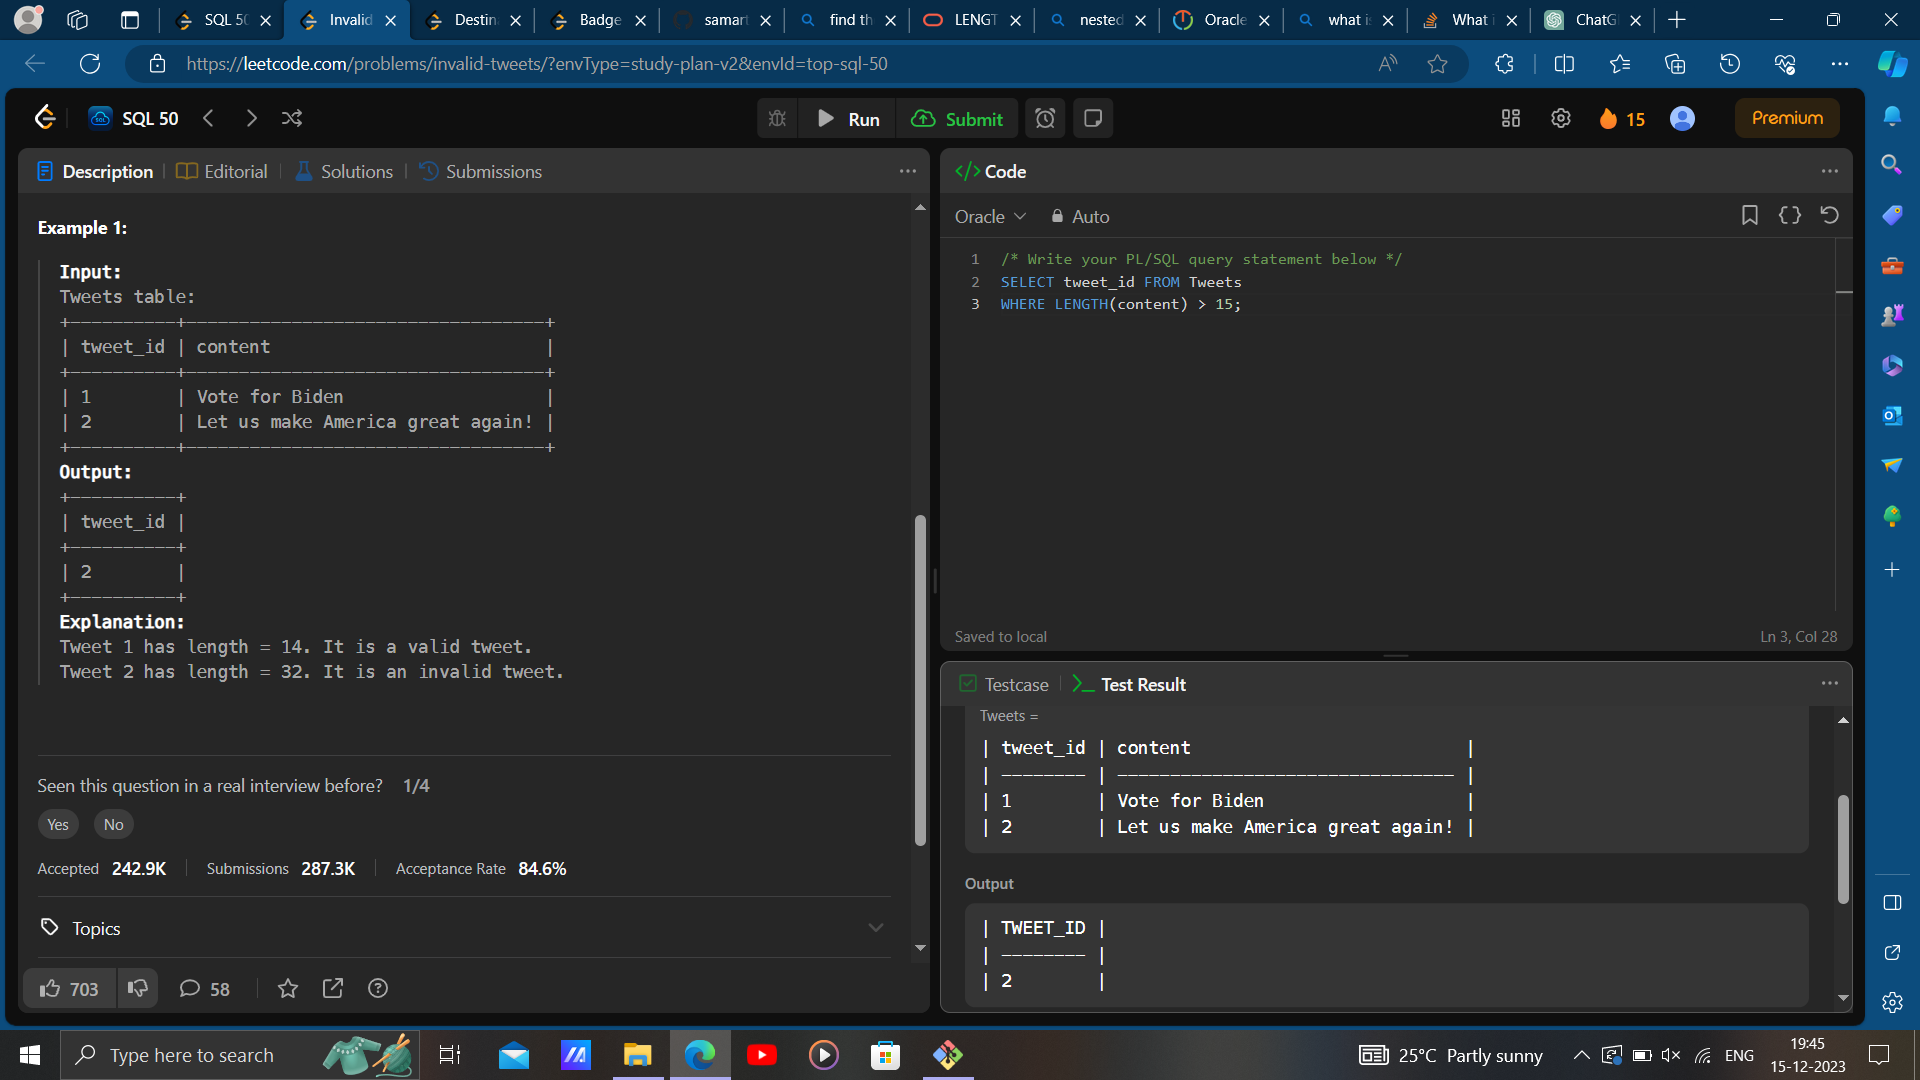 SQL 50
Invalid
Destin
Badge
samart
find th
LENGT
nested
Oracle
what is
What i
ChatG
https://leetcode.com/problems/invalid-tweets/?envType=study-plan-v2&envId=top-sql-50
SQL 50
Run
Submit
15
Premium
Description
Editorial
Solutions
Submissions
Example 1:
Input:
Tweets table:
+----------+----------------------------------+
| tweet_id | content                          |
+----------+----------------------------------+
| 1        | Vote for Biden                   |
| 2        | Let us make America great again! |
+----------+----------------------------------+
Output:
+----------+
| tweet_id |
+----------+
| 2        |
+----------+
Explanation:
Tweet 1 has length = 14. It is a valid tweet.
Tweet 2 has length = 32. It is an invalid tweet.
Seen this question in a real interview before? 1/4
Yes No
Accepted 242.9K Submissions 287.3K Acceptance Rate 84.6%
Topics
703 58
</> Code
Oracle Auto
1 /* Write your PL/SQL query statement below */
2 SELECT tweet_id FROM Tweets
3 WHERE LENGTH(content) > 15;
Saved to local Ln 3, Col 28
Testcase >_ Test Result
Tweets =
| tweet_id | content                          |
| -------- | -------------------------------- |
| 1        | Vote for Biden                   |
| 2        | Let us make America great again! |
Output
| TWEET_ID |
| -------- |
| 2        |
Type here to search
25°C Partly sunny
ENG
19:45
15-12-2023